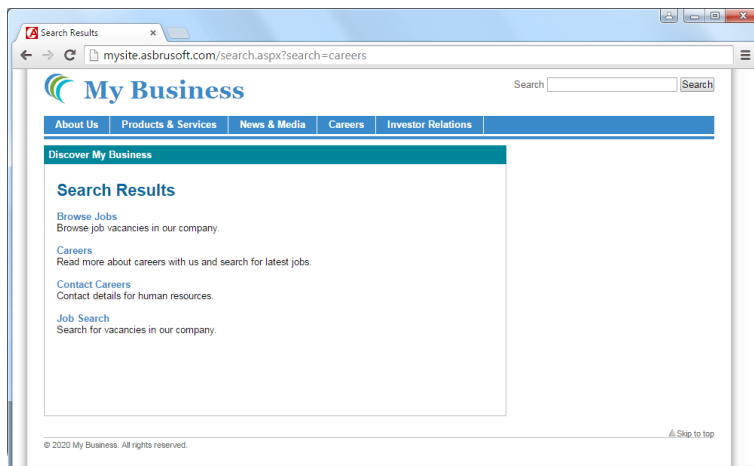 Search Results
mysite.asbrusoft.com/search.aspx?search=careers
My Business
Search
Search
About Us Products & Services News & Media Careers Investor Relations
Discover My Business
Search Results
Browse Jobs
Browse job vacancies in our company.
Careers
Read more about careers with us and search for latest jobs.
Contact Careers
Contact details for human resources.
Job Search
Search for vacancies in our company.
Skip to top
© 2020 My Business. All rights reserved.